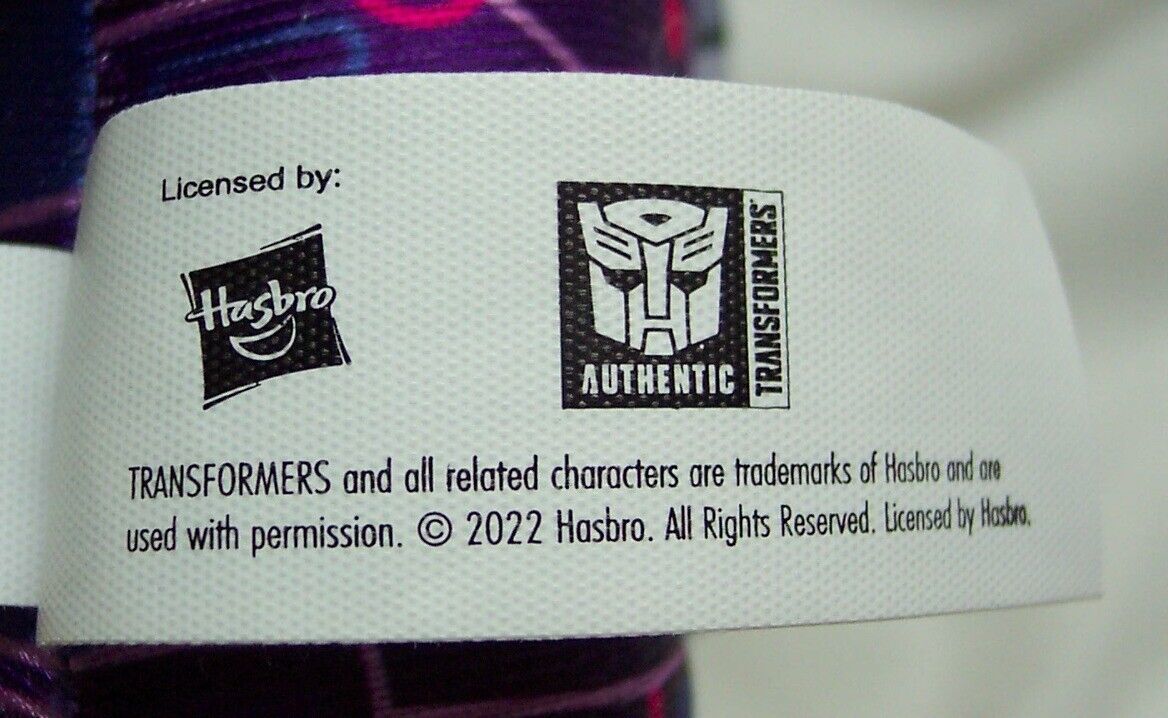 Licensed by:
Hasbro
AUTHENTIC
TRANSFORMERS
TRANSFORMERS and all related characters are trademarks of Hasbro and are
used with permission. © 2022 Hasbro. All Rights Reserved. Licensed by Hasbro.